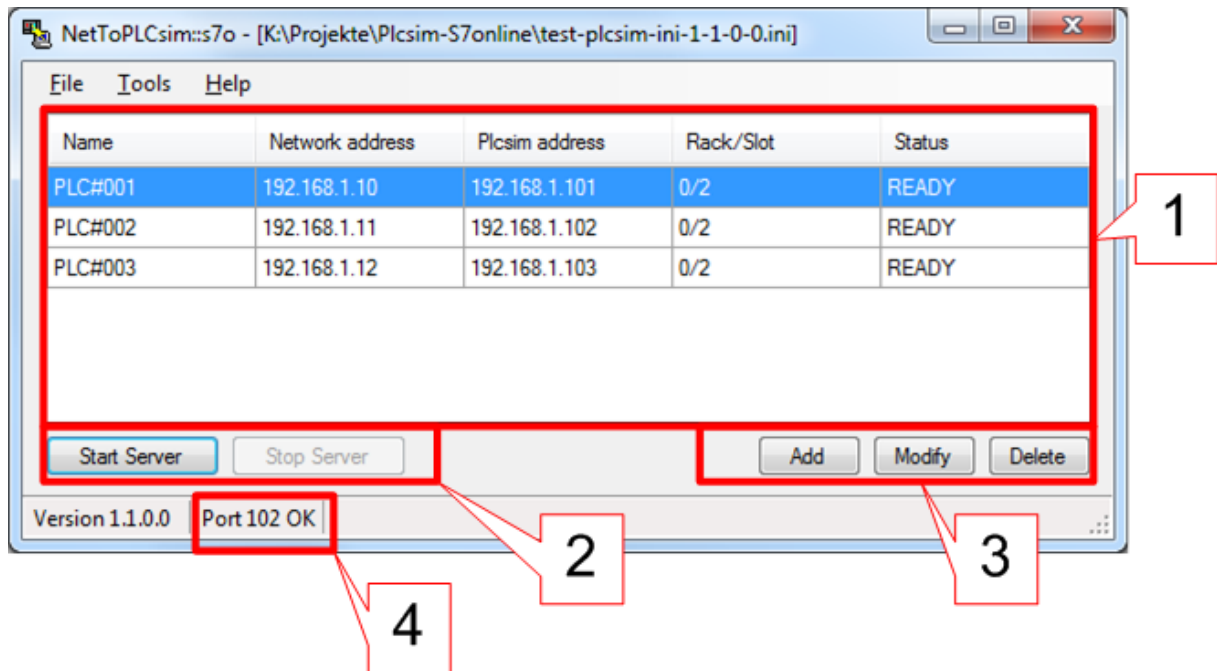 NetToPLCsim::s7o - [K:\Projekte\Plcsim-S7online\test-plcsim-ini-1-1-0-0.ini]
File Tools Help
Name Network address Plcsim address Rack/Slot Status
PLC#001 192.168.1.10 192.168.1.101 0/2 READY
PLC#002 192.168.1.11 192.168.1.102 0/2 READY
PLC#003 192.168.1.12 192.168.1.103 0/2 READY
1
Start Server Stop Server Add Modify Delete
Version 1.1.0.0 Port 102 OK
2
3
4